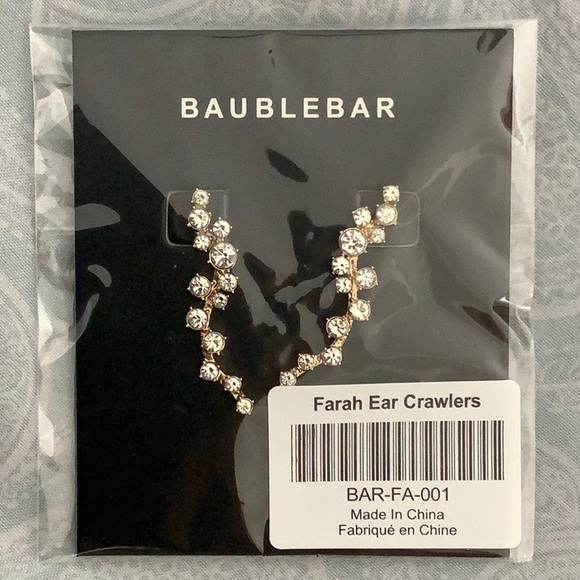 BAUBLEBAR
Farah Ear Crawlers
BAR-FA-001
Made In China
Fabriqué en Chine